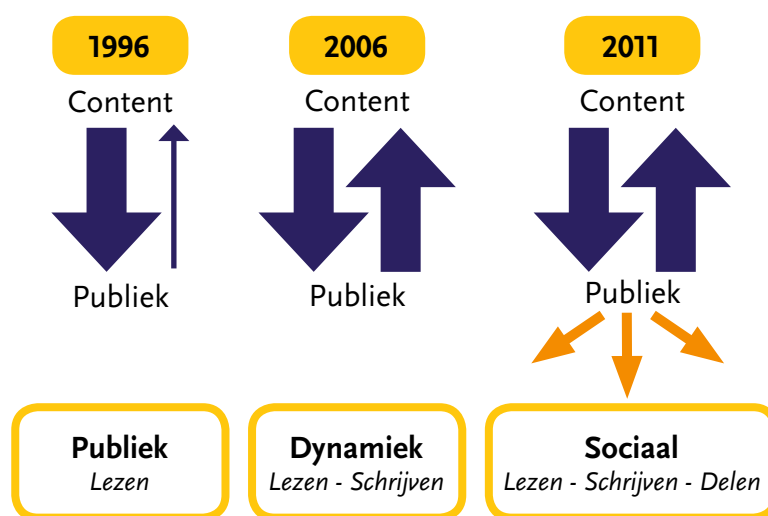 1996
Content
Publiek
Publiek
Lezen
2006
Content
Publiek
Dynamiek
Lezen - Schrijven
2011
Content
Publiek
Sociaal
Lezen - Schrijven - Delen